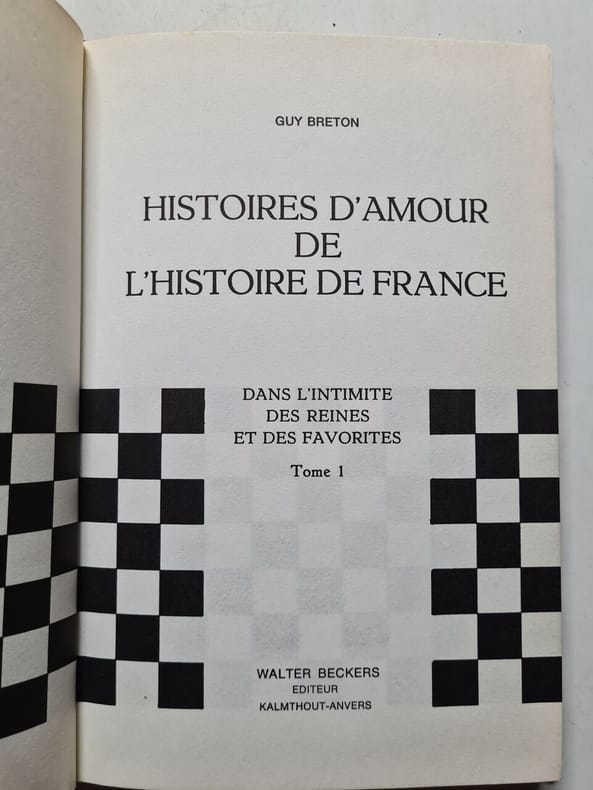 GUY BRETON
HISTOIRES D'AMOUR
DE
L'HISTOIRE DE FRANCE
DANS L'INTIMITE
DES REINES
ET DES FAVORITES
Tome 1
WALTER BECKERS
EDITEUR
KALMTHOUT-ANVERS